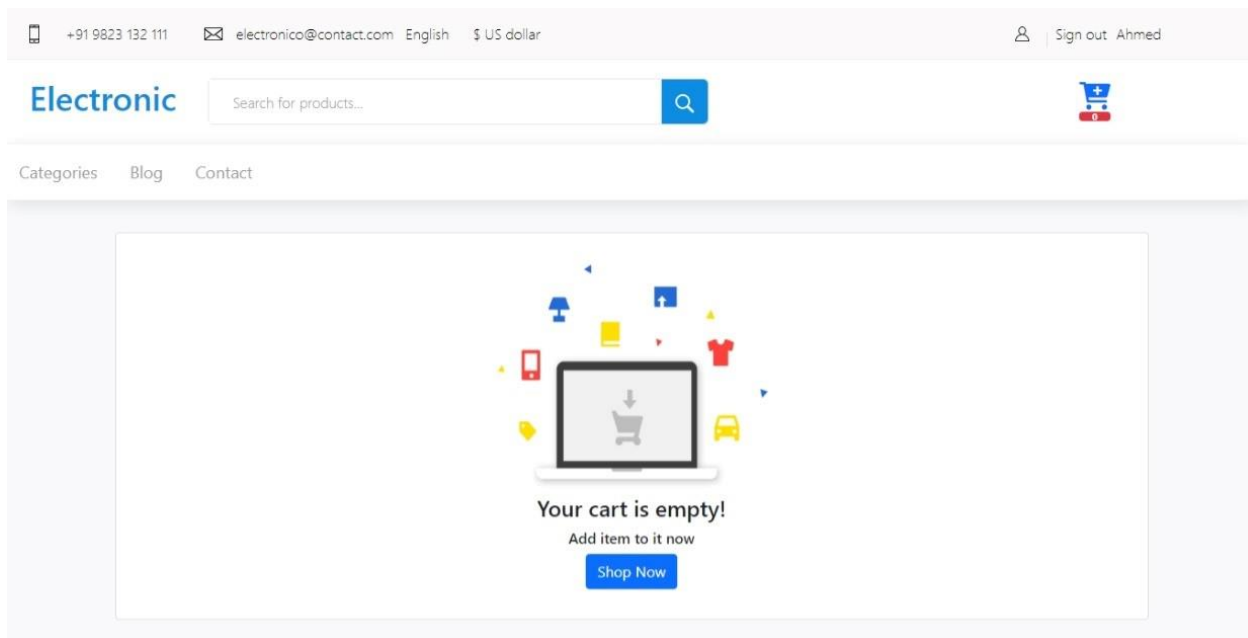 +91 9823 132 111 electronico@contact.com English $ US dollar Sign out Ahmed
Electronic Search for products... 0
Categories Blog Contact
Your cart is empty!
Add item to it now
Shop Now